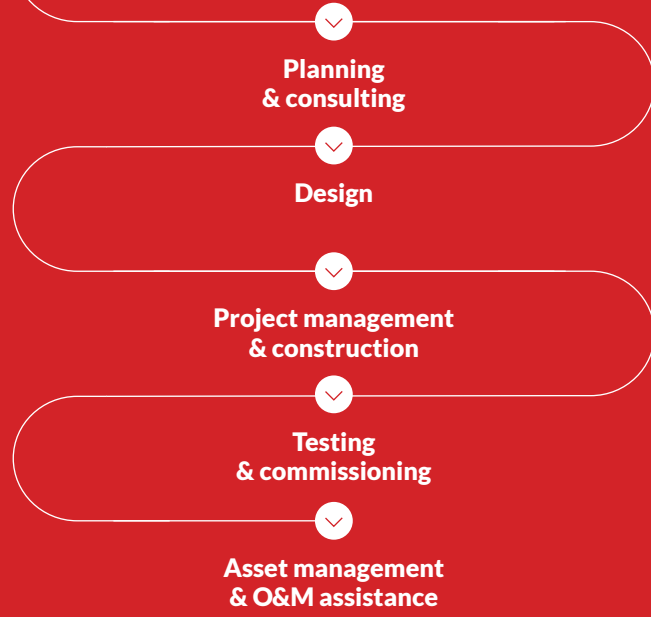 Planning
& consulting
Design
Project management
& construction
Testing
& commissioning
Asset management
& O&M assistance